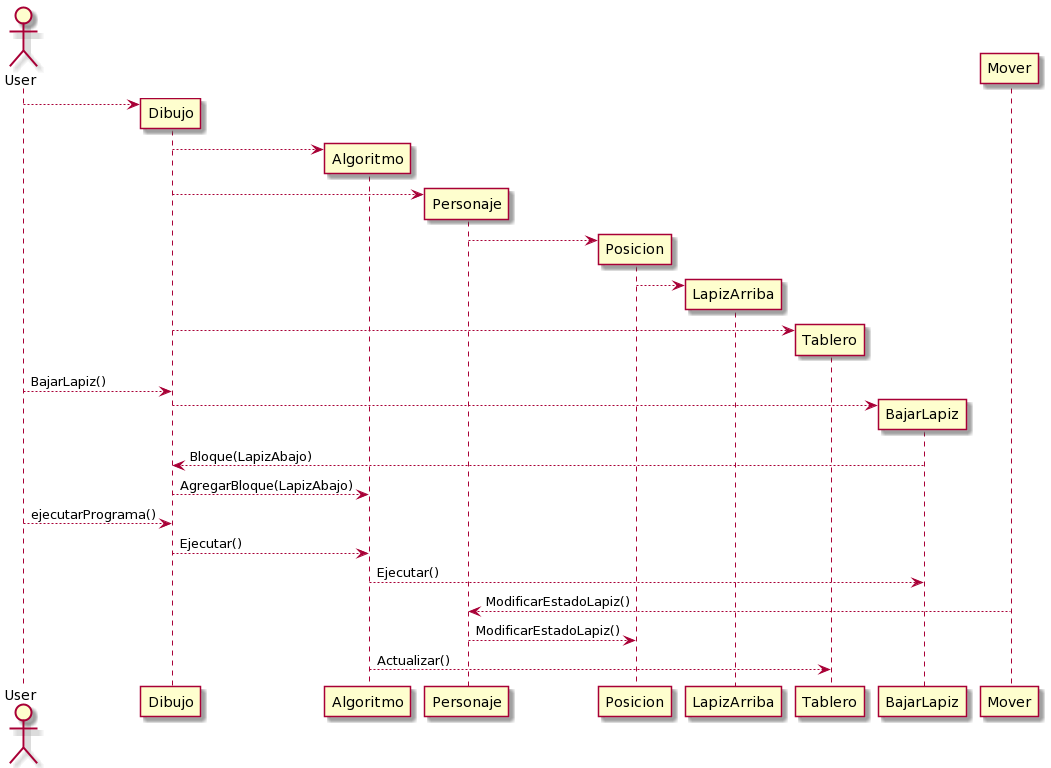 User
Mover
Dibujo
Algoritmo
Personaje
Posicion
LapizArriba
Tablero
BajarLapiz()
BajarLapiz
Bloque(LapizAbajo)
AgregarBloque(LapizAbajo)
ejecutarPrograma()
Ejecutar()
Ejecutar()
ModificarEstadoLapiz()
ModificarEstadoLapiz()
Actualizar()
User
Dibujo
Algoritmo
Personaje
Posicion
LapizArriba
Tablero
BajarLapiz
Mover